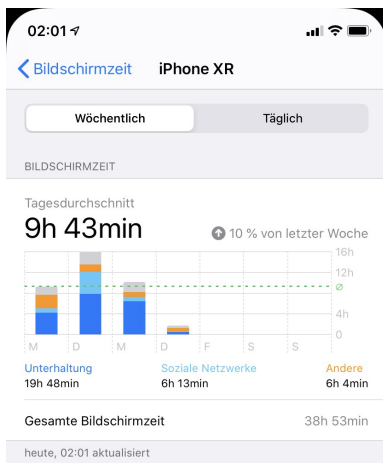 02:01
Bildschirmzeit iPhone XR
Wöchentlich Täglich
BILDSCHIRMZEIT
Tagesdurchschnitt
9h 43min 10 % von letzter Woche
16h
12h
ø
4h
0
M D M D F S S
Unterhaltung Soziale Netzwerke Andere
19h 48min 6h 13min 6h 4min
Gesamte Bildschirmzeit 38h 53min
heute, 02:01 aktualisiert